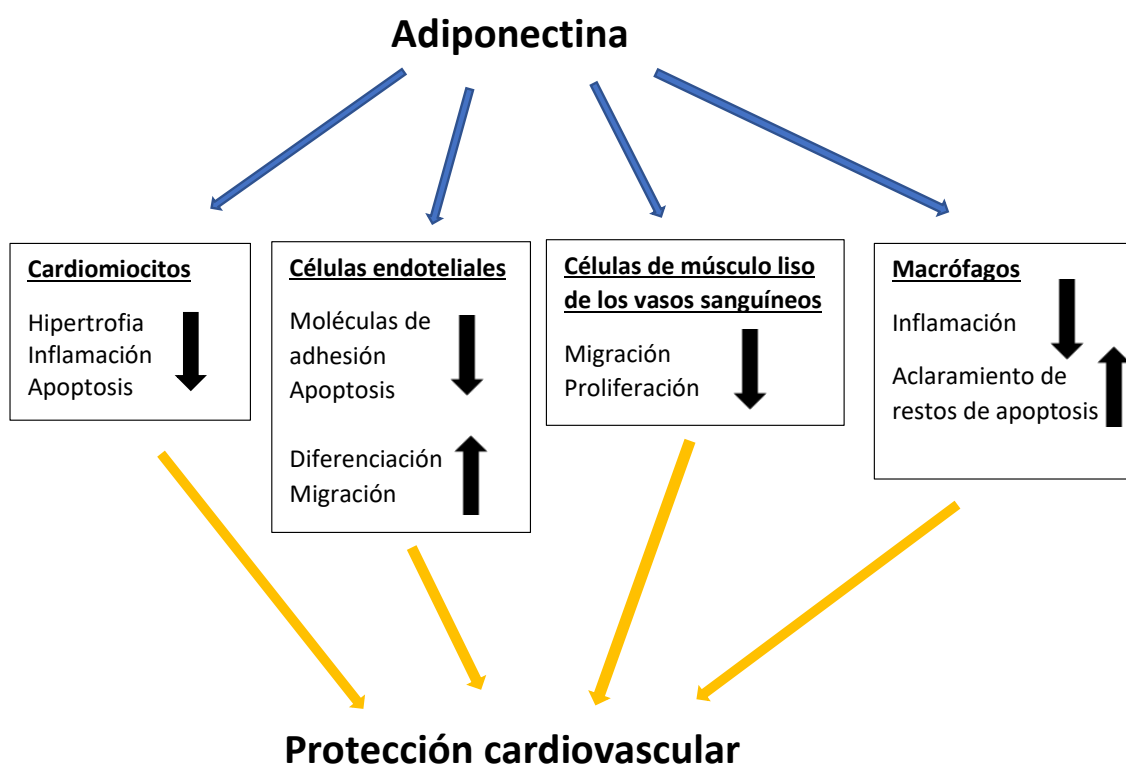 Adiponectina
Cardiomiocitos
Hipertrofia
Inflamación
Apoptosis
Células endoteliales
Moléculas de
adhesión
Apoptosis
Diferenciación
Migración
Células de músculo liso
de los vasos sanguíneos
Migración
Proliferación
Macrófagos
Inflamación
Aclaramiento de
restos de apoptosis
Protección cardiovascular